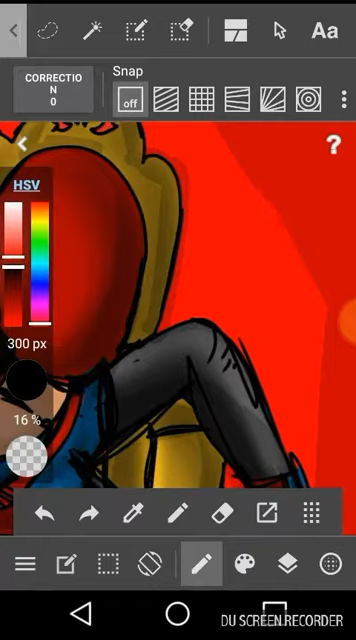 Aa
CORRECTIO
N
0
Snap
off
?
HSV
300 px
16 %
DU SCREEN RECORDER